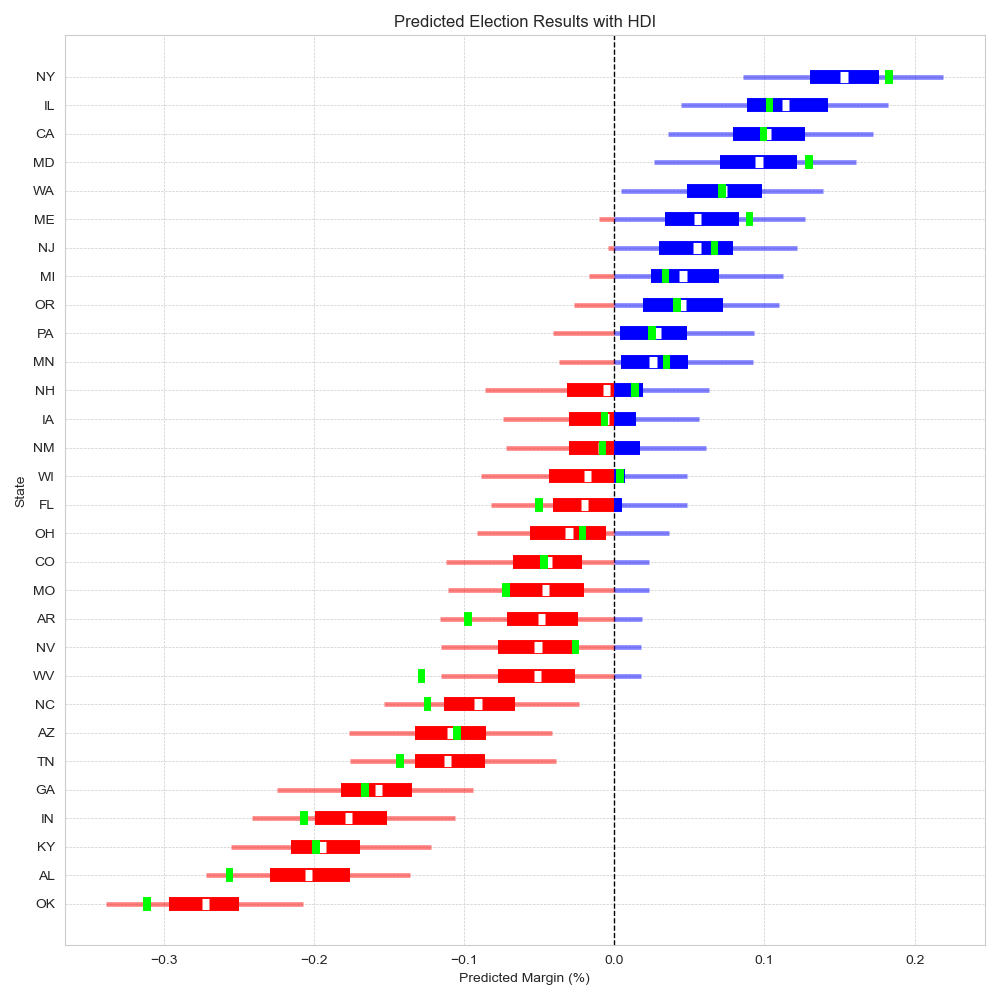 Predicted Election Results with HDI
NY
IL
CA
MD
WA
ME
NJ
MI
OR
PA
MN
NH
IA
NM
WI
FL
OH
CO
MO
AR
NV
WV
NC
AZ
TN
GA
IN
KY
AL
OK
State
−0.3 −0.2 −0.1 0.0 0.1 0.2
Predicted Margin (%)